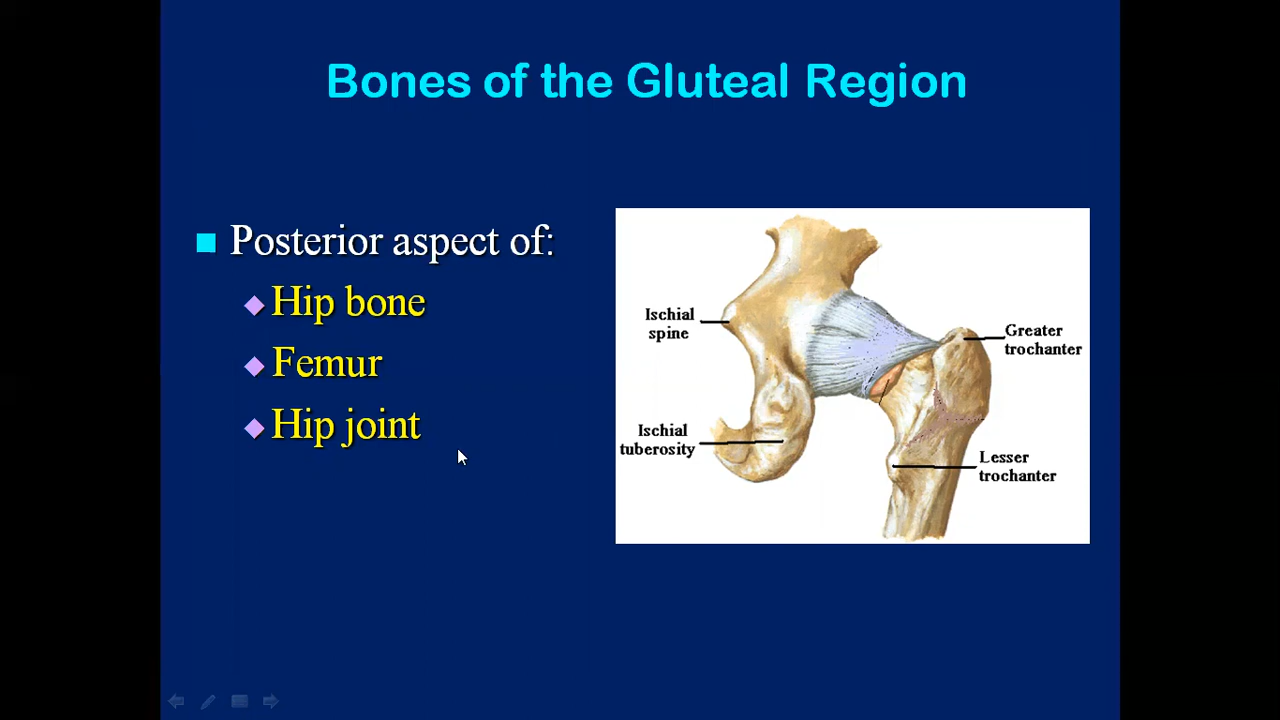 Bones of the Gluteal Region
Posterior aspect of:
Hip bone
Femur
Hip joint
Ischial
spine
Greater
trochanter
Ischial
tuberosity
Lesser
trochanter